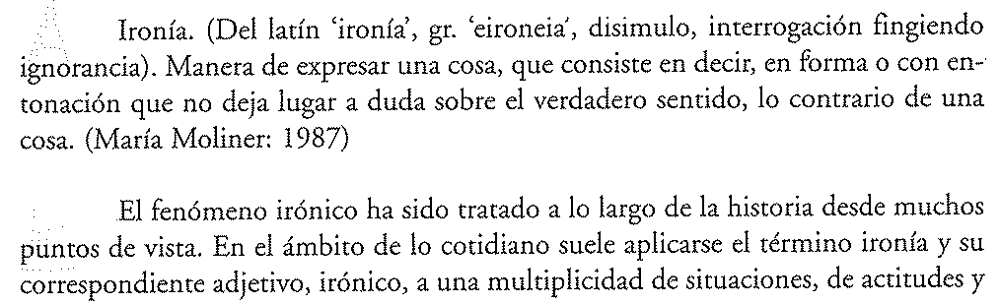 Ironía. (Del latín ‘ironía’, gr. ‘eironeia’, disimulo, interrogación fingiendo
ignorancia). Manera de expresar una cosa, que consiste en decir, en forma o con en-
tonación que no deja lugar a duda sobre el verdadero sentido, lo contrario de una
cosa. (María Moliner: 1987)
El fenómeno irónico ha sido tratado a lo largo de la historia desde muchos
puntos de vista. En el ámbito de lo cotidiano suele aplicarse el término ironía y su
correspondiente adjetivo, irónico, a una multiplicidad de situaciones, de actitudes y